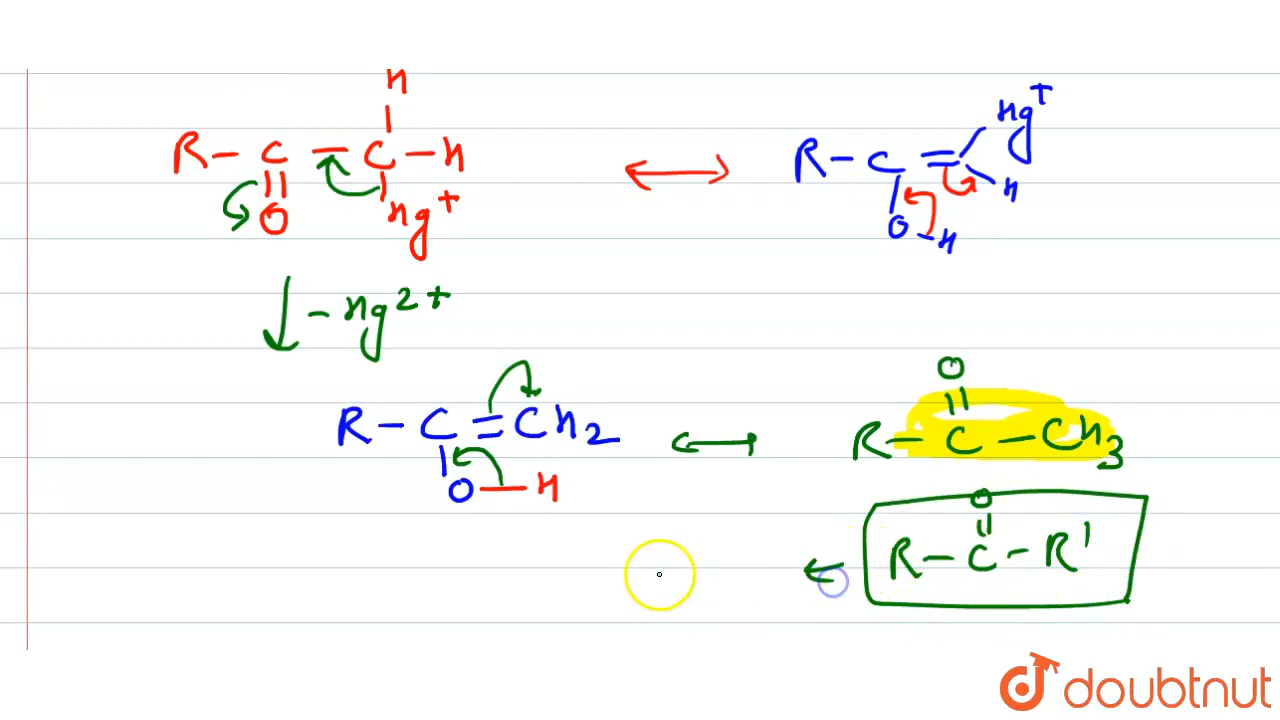 H
R – C – C – H
R – C = Hg+
O Hg+
H
O – H
– Hg2+
O
R – C = CH2
R – C – CH3
O – H
O
R – C – R'
doubtnut